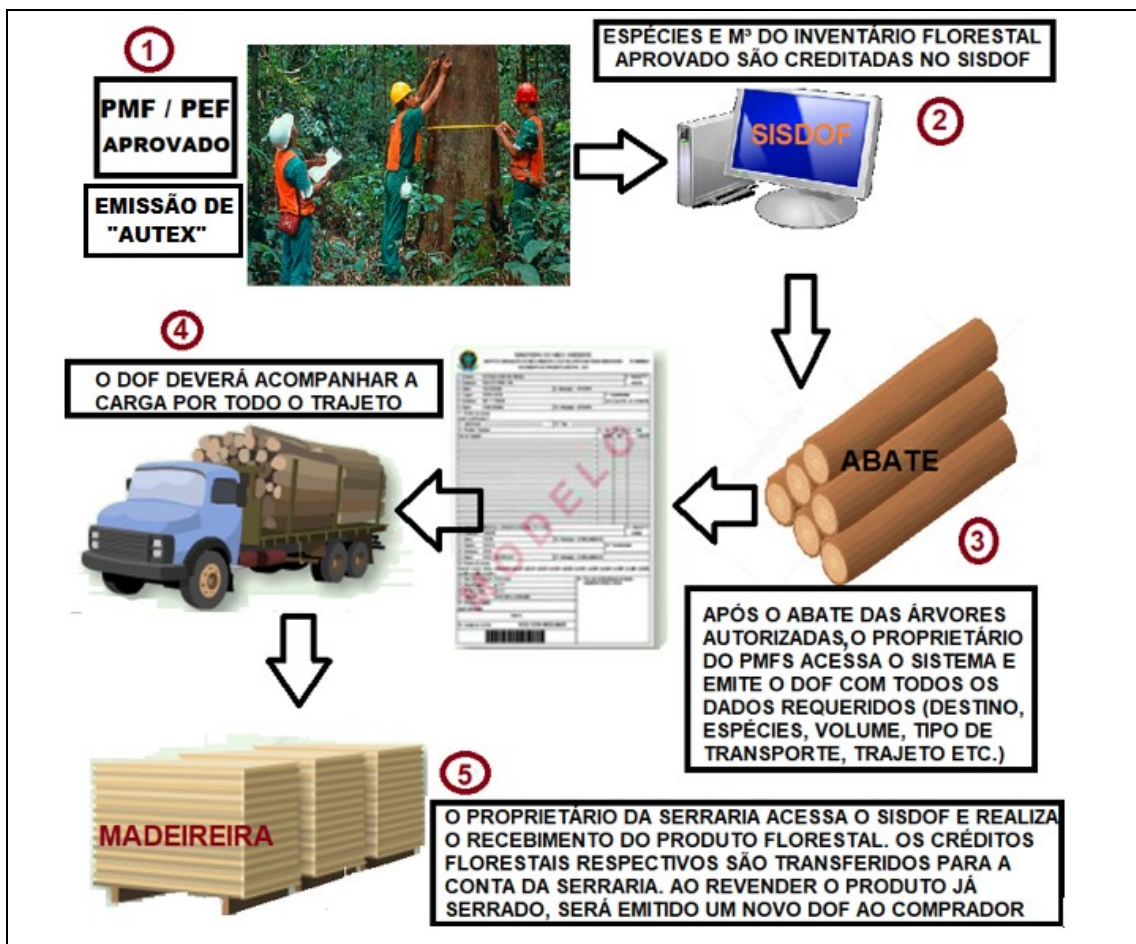 1
PMF / PEF
APROVADO
EMISSÃO DE
"AUTEX"
ESPÉCIES E M³ DO INVENTÁRIO FLORESTAL
APROVADO SÃO CREDITADAS NO SISDOF
SISDOF
2
ABATE
3
APÓS O ABATE DAS ÁRVORES
AUTORIZADAS,O PROPRIETÁRIO
DO PMFS ACESSA O SISTEMA E
EMITE O DOF COM TODOS OS
DADOS REQUERIDOS (DESTINO,
ESPÉCIES, VOLUME, TIPO DE
TRANSPORTE, TRAJETO ETC.)
MODELO
4
O DOF DEVERÁ ACOMPANHAR A
CARGA POR TODO O TRAJETO
5
MADEIREIRA
O PROPRIETÁRIO DA SERRARIA ACESSA O SISDOF E REALIZA
O RECEBIMENTO DO PRODUTO FLORESTAL. OS CRÉDITOS
FLORESTAIS RESPECTIVOS SÃO TRANSFERIDOS PARA A
CONTA DA SERRARIA. AO REVENDER O PRODUTO JÁ
SERRADO, SERÁ EMITIDO UM NOVO DOF AO COMPRADOR